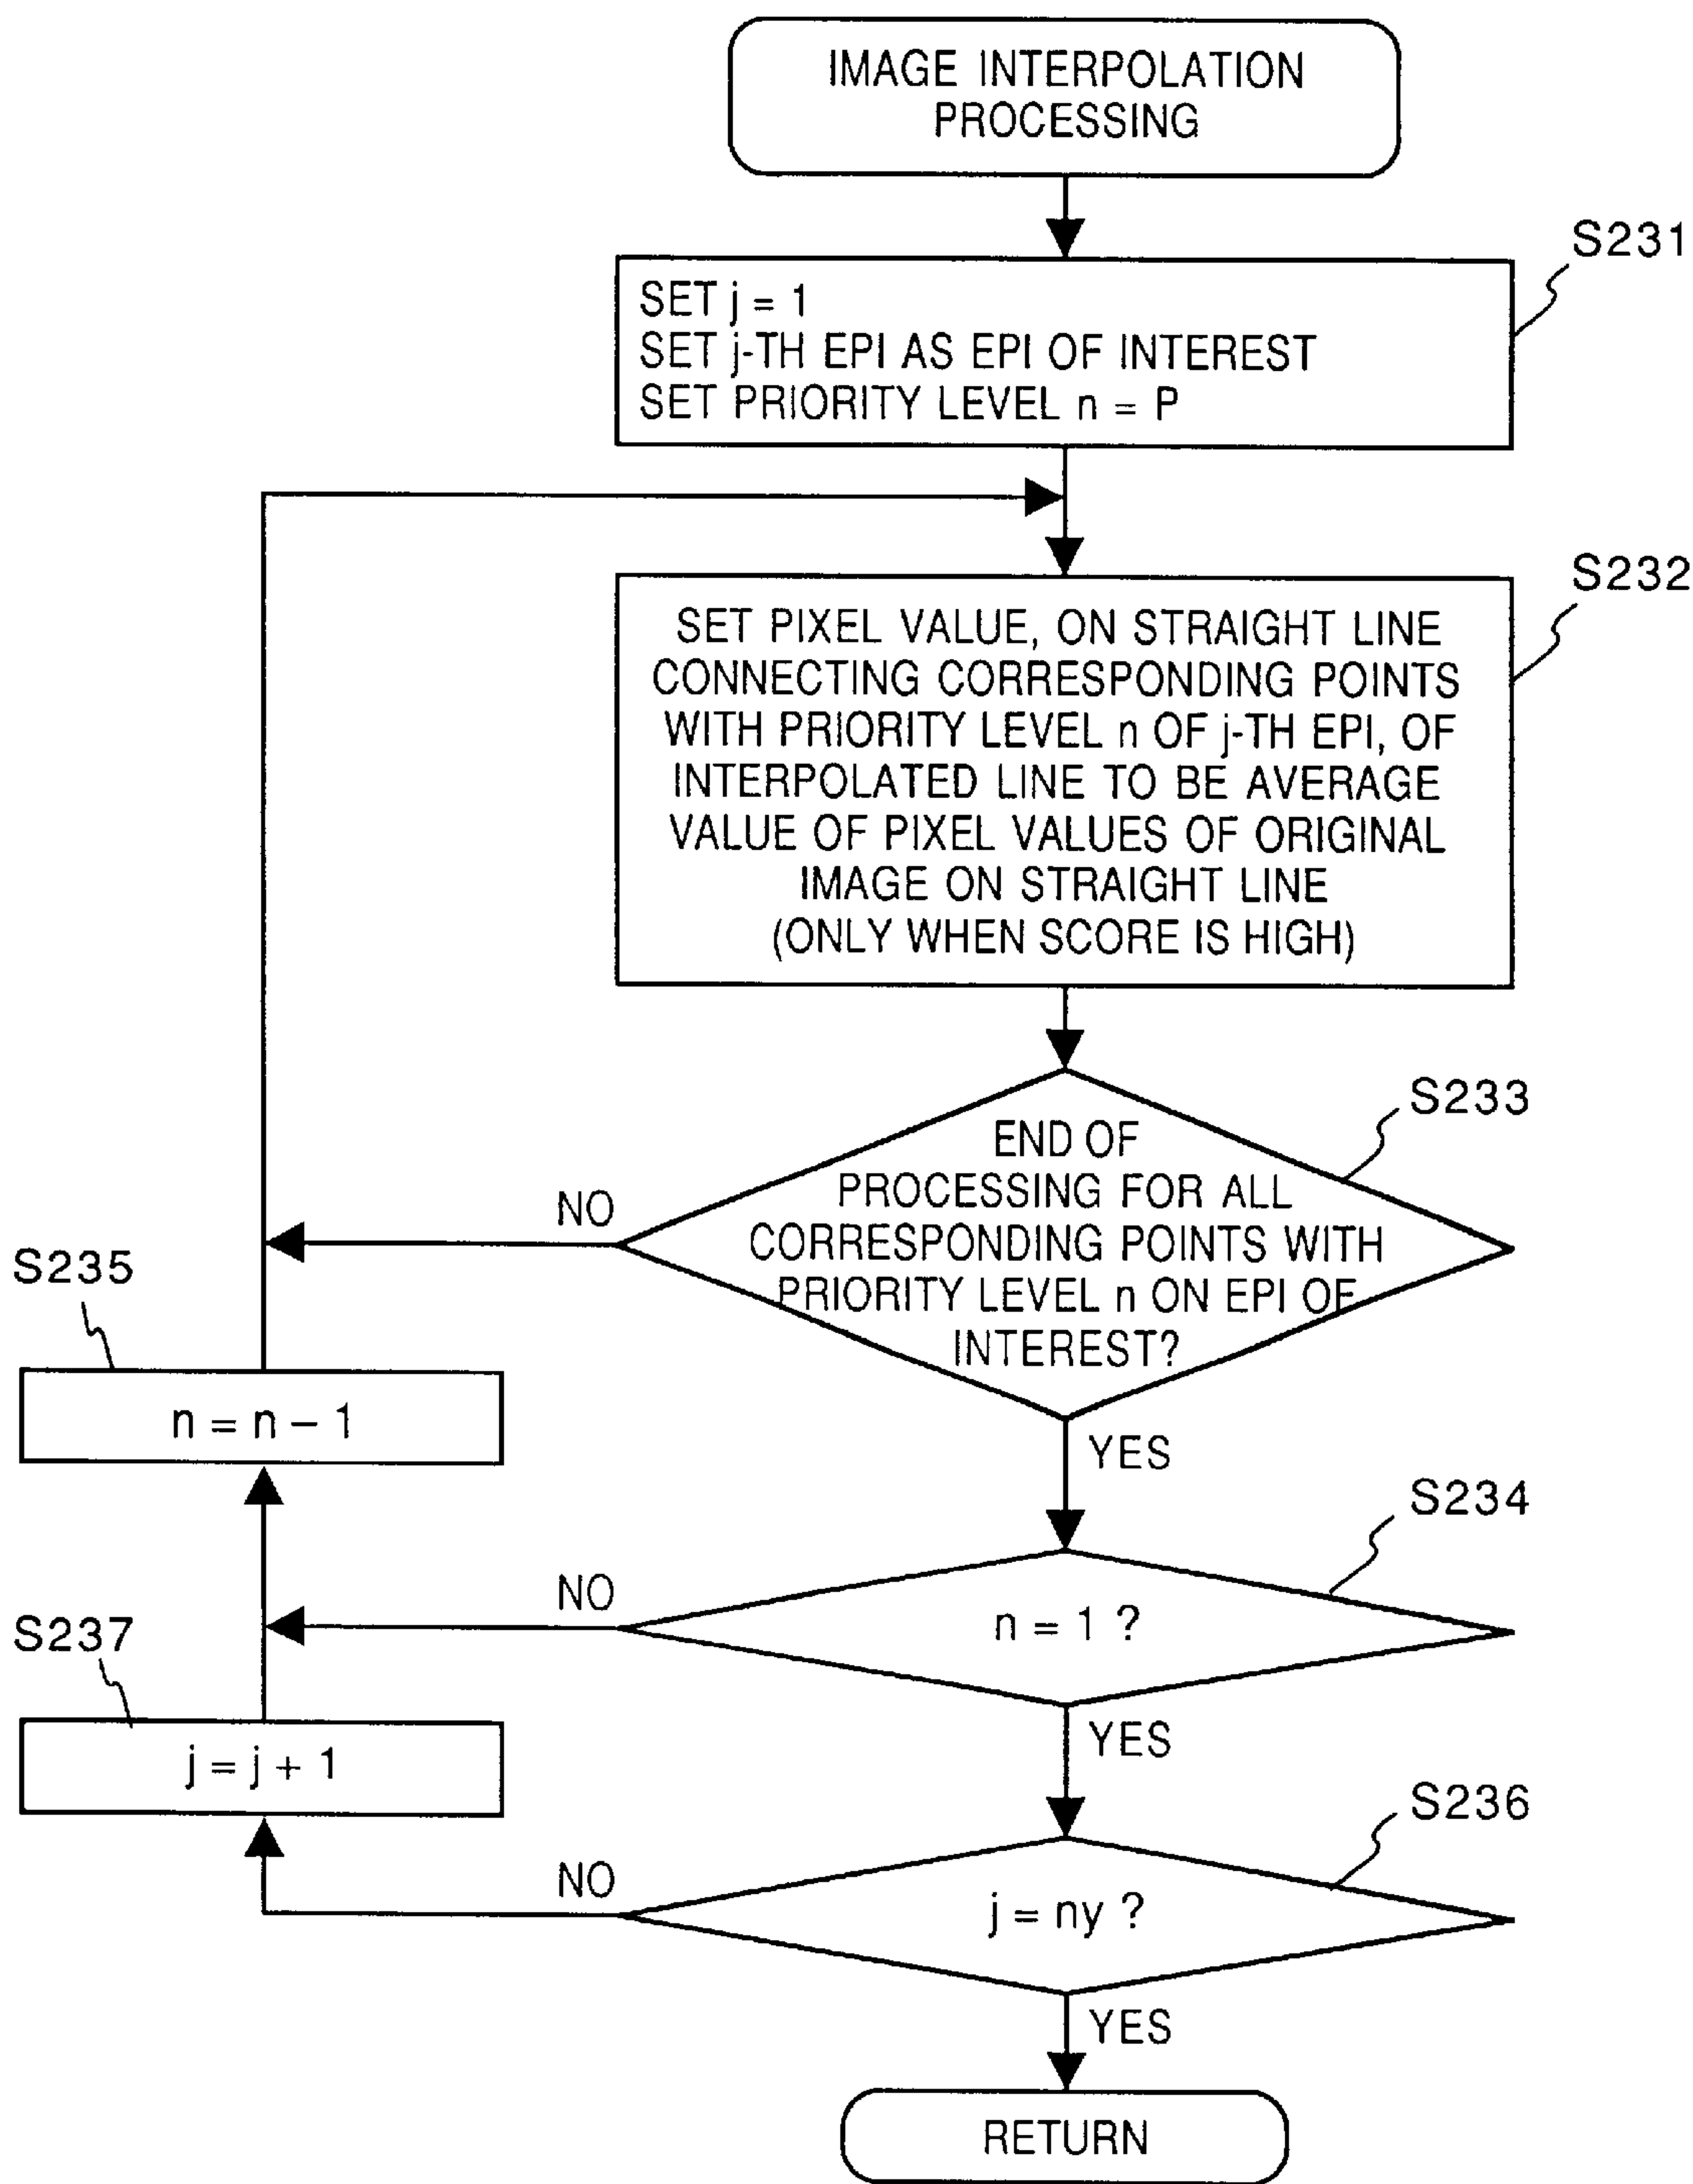 IMAGE INTERPOLATION
PROCESSING
S231
SET j = 1
SET j-TH EPI AS EPI OF INTEREST
SET PRIORITY LEVEL n = P
S232
SET PIXEL VALUE, ON STRAIGHT LINE
CONNECTING CORRESPONDING POINTS
WITH PRIORITY LEVEL n OF j-TH EPI, OF
INTERPOLATED LINE TO BE AVERAGE
VALUE OF PIXEL VALUES OF ORIGINAL
IMAGE ON STRAIGHT LINE
(ONLY WHEN SCORE IS HIGH)
S233
END OF
PROCESSING FOR ALL
CORRESPONDING POINTS WITH
PRIORITY LEVEL n ON EPI OF
INTEREST?
NO
YES
S235
n = n – 1
S234
n = 1 ?
NO
YES
S237
j = j + 1
S236
j = ny ?
NO
YES
RETURN